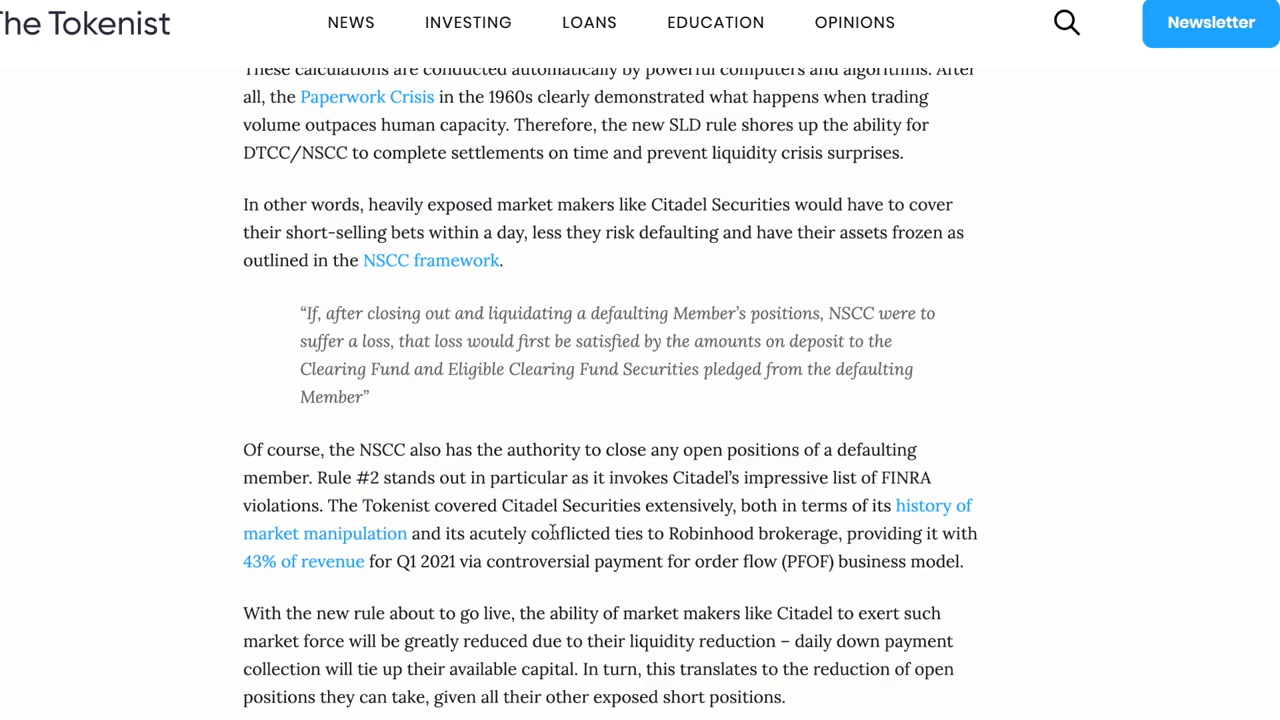 The Tokenist
NEWS
INVESTING
LOANS
EDUCATION
OPINIONS
Newsletter
These calculations are conducted automatically by powerful computers and algorithms. After
all, the Paperwork Crisis in the 1960s clearly demonstrated what happens when trading
volume outpaces human capacity. Therefore, the new SLD rule shores up the ability for
DTCC/NSCC to complete settlements on time and prevent liquidity crisis surprises.
In other words, heavily exposed market makers like Citadel Securities would have to cover
their short-selling bets within a day, less they risk defaulting and have their assets frozen as
outlined in the NSCC framework.
“If, after closing out and liquidating a defaulting Member’s positions, NSCC were to
suffer a loss, that loss would first be satisfied by the amounts on deposit to the
Clearing Fund and Eligible Clearing Fund Securities pledged from the defaulting
Member”
Of course, the NSCC also has the authority to close any open positions of a defaulting
member. Rule #2 stands out in particular as it invokes Citadel’s impressive list of FINRA
violations. The Tokenist covered Citadel Securities extensively, both in terms of its history of
market manipulation and its acutely conflicted ties to Robinhood brokerage, providing it with
43% of revenue for Q1 2021 via controversial payment for order flow (PFOF) business model.
With the new rule about to go live, the ability of market makers like Citadel to exert such
market force will be greatly reduced due to their liquidity reduction – daily down payment
collection will tie up their available capital. In turn, this translates to the reduction of open
positions they can take, given all their other exposed short positions.